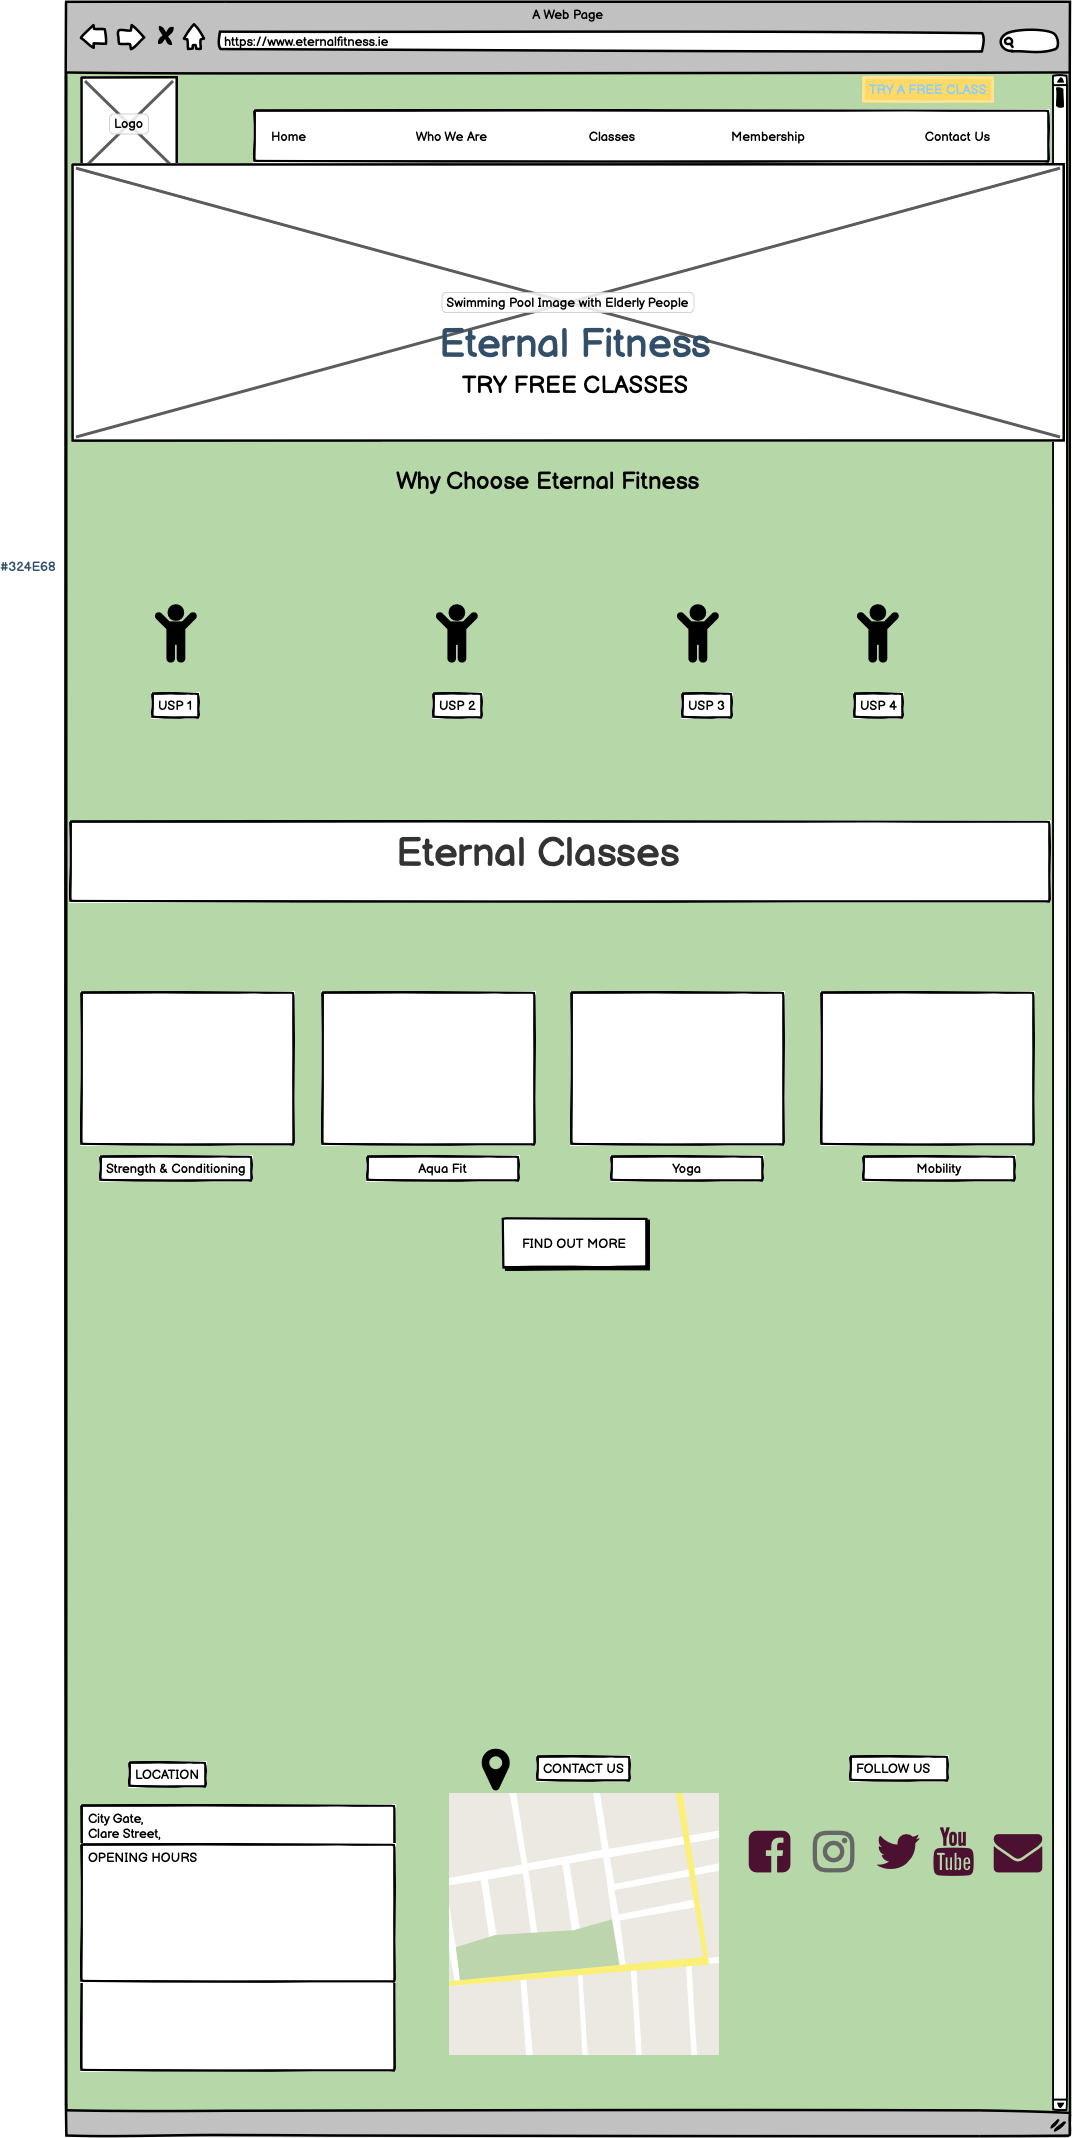 A Web Page
https://www.eternalfitness.ie
TRY A FREE CLASS
Logo
Home
Who We Are
Classes
Membership
Contact Us
Swimming Pool Image with Elderly People
Eternal Fitness
TRY FREE CLASSES
Why Choose Eternal Fitness
#324E68
USP 1
USP 2
USP 3
USP 4
Eternal Classes
Strength & Conditioning
Aqua Fit
Yoga
Mobility
FIND OUT MORE
LOCATION
CONTACT US
FOLLOW US
City Gate,
Clare Street,
OPENING HOURS
You
Tube